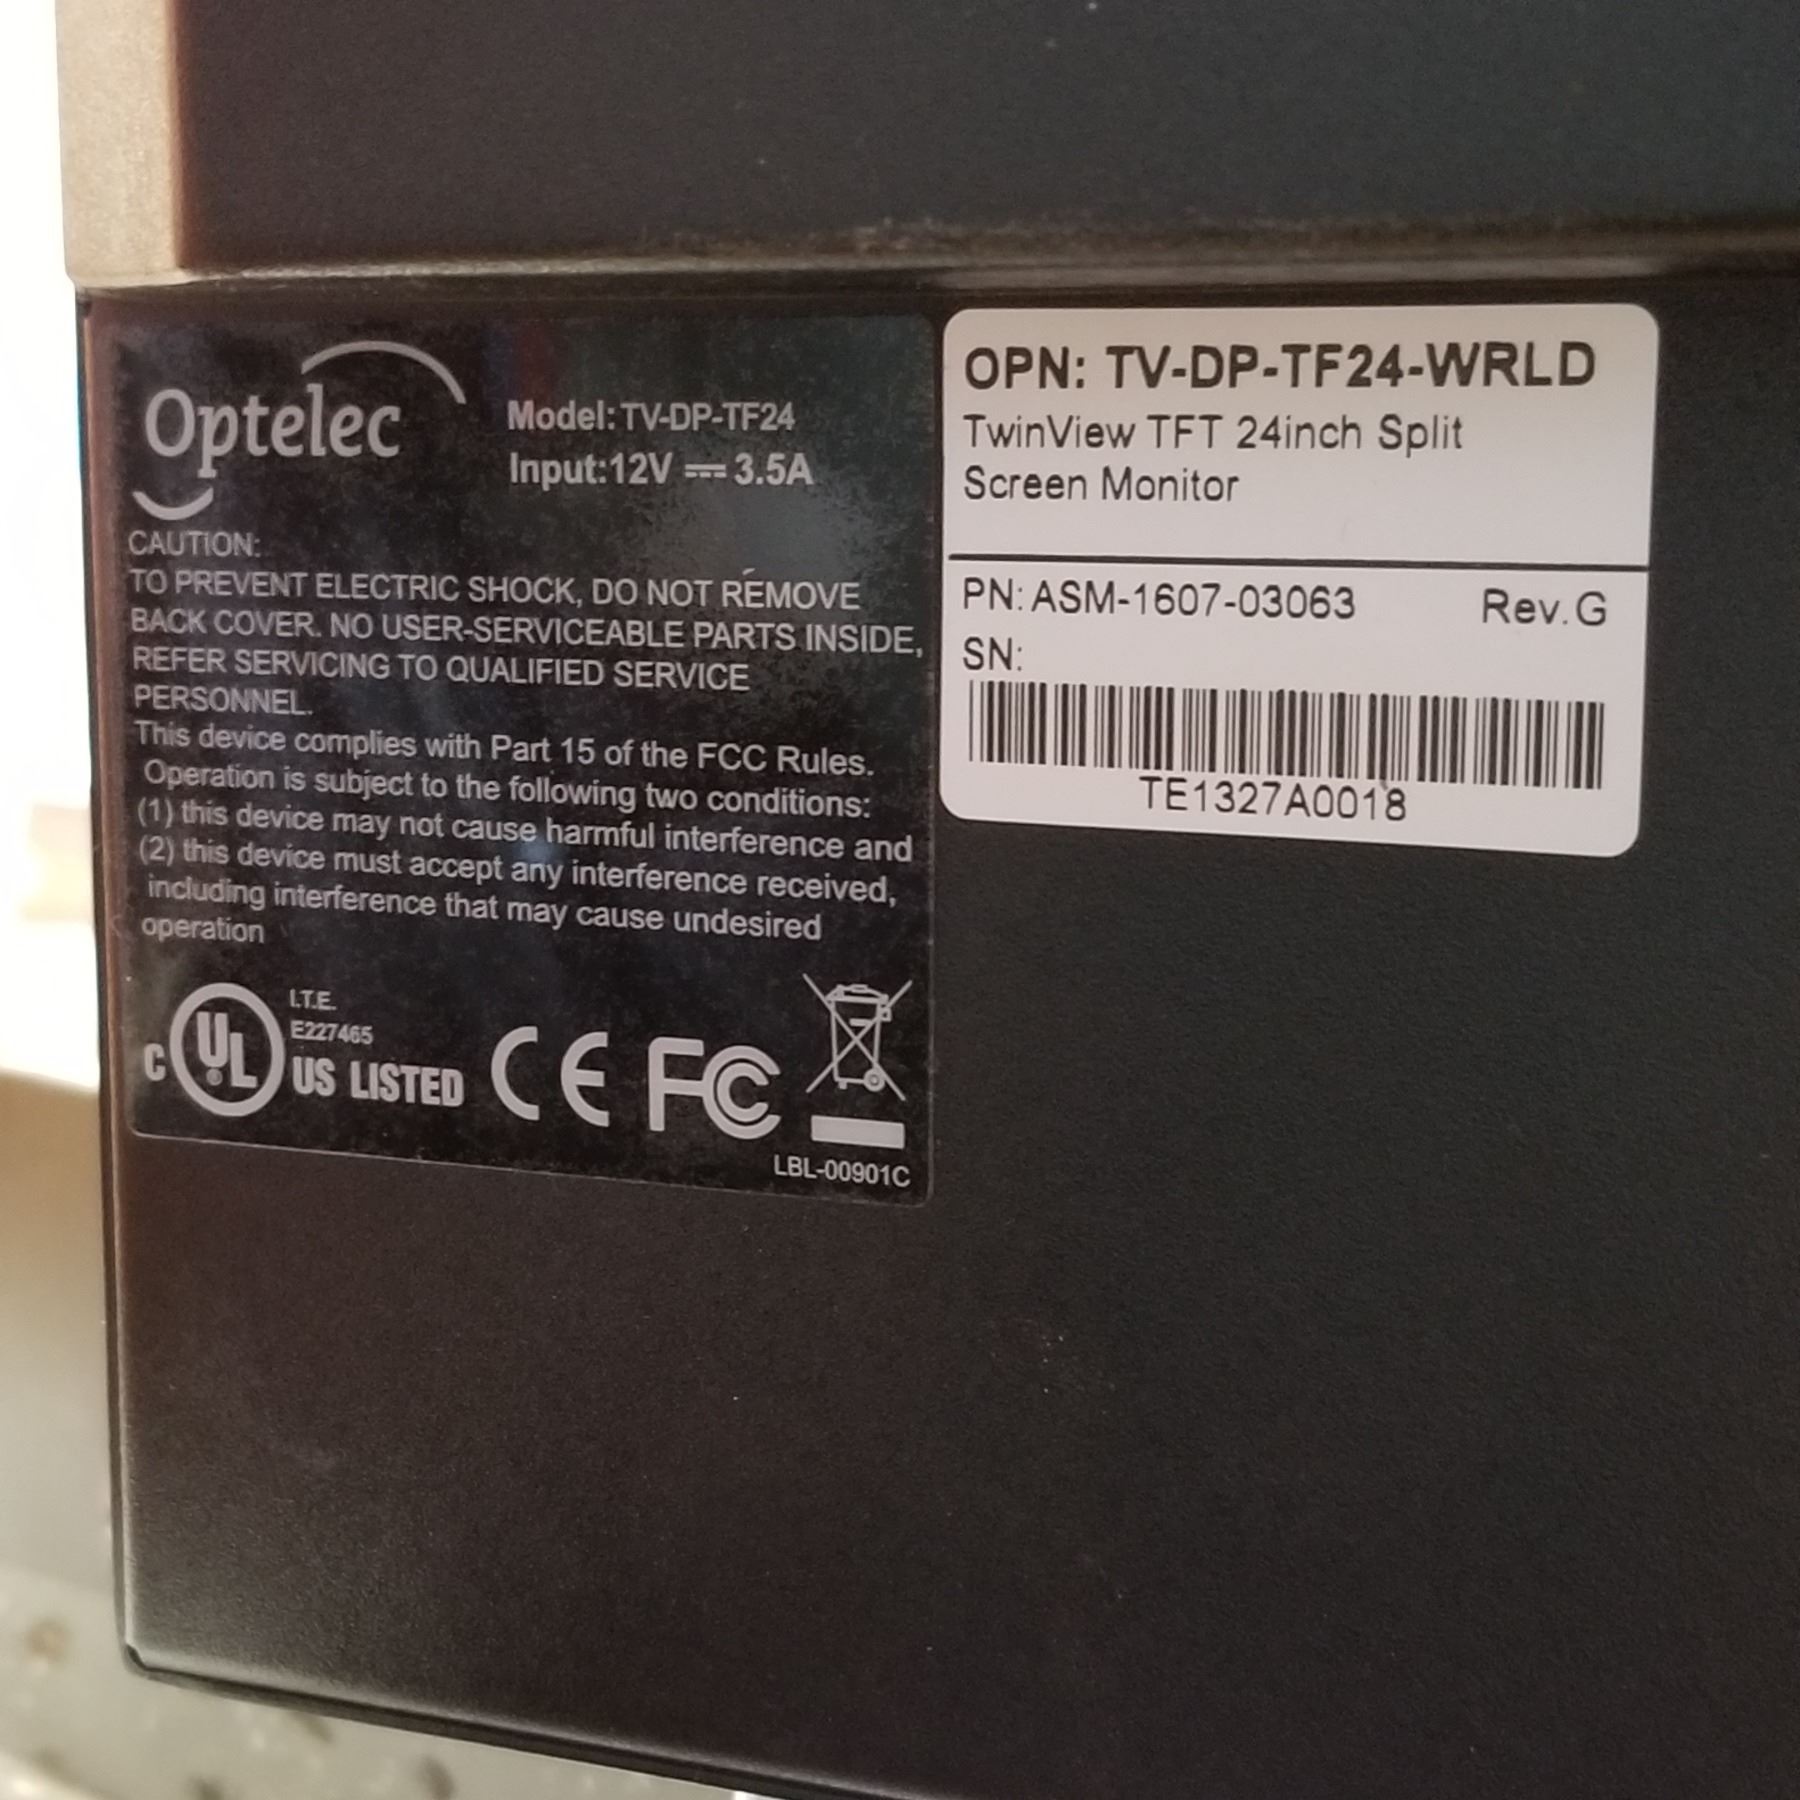 Optelec
Model:TV-DP-TF24
Input:12V ⎓ 3.5A
CAUTION:
TO PREVENT ELECTRIC SHOCK, DO NOT REMOVE
BACK COVER. NO USER-SERVICEABLE PARTS INSIDE,
REFER SERVICING TO QUALIFIED SERVICE
PERSONNEL.
This device complies with Part 15 of the FCC Rules.
Operation is subject to the following two conditions:
(1) this device may not cause harmful interference and
(2) this device must accept any interference received,
including interference that may cause undesired
operation
I.T.E.
E227465
C UL US LISTED CE FC
LBL-00901C
OPN: TV-DP-TF24-WRLD
TwinView TFT 24inch Split
Screen Monitor
PN: ASM-1607-03063 Rev.G
SN:
TE1327A0018